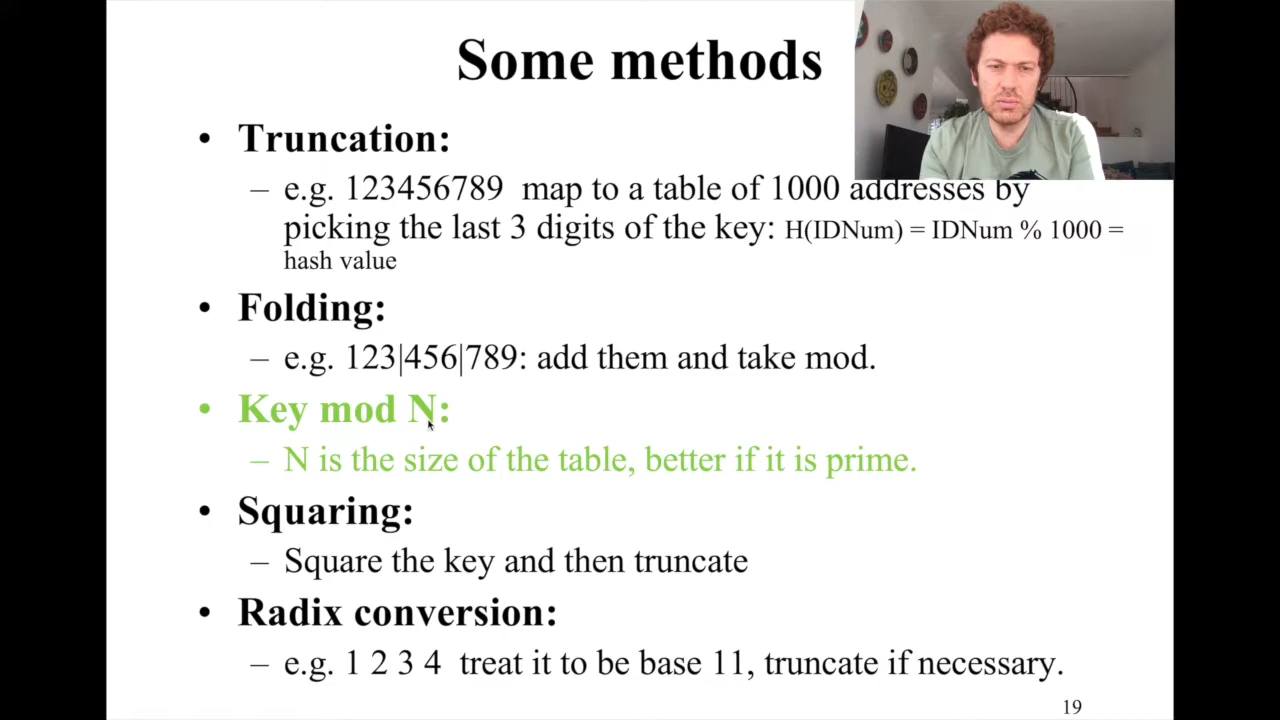 Some methods
• Truncation:
– e.g. 123456789 map to a table of 1000 addresses by
picking the last 3 digits of the key: H(IDNum) = IDNum % 1000 =
hash value
• Folding:
– e.g. 123|456|789: add them and take mod.
• Key mod N:
– N is the size of the table, better if it is prime.
• Squaring:
– Square the key and then truncate
• Radix conversion:
– e.g. 1 2 3 4 treat it to be base 11, truncate if necessary.
19